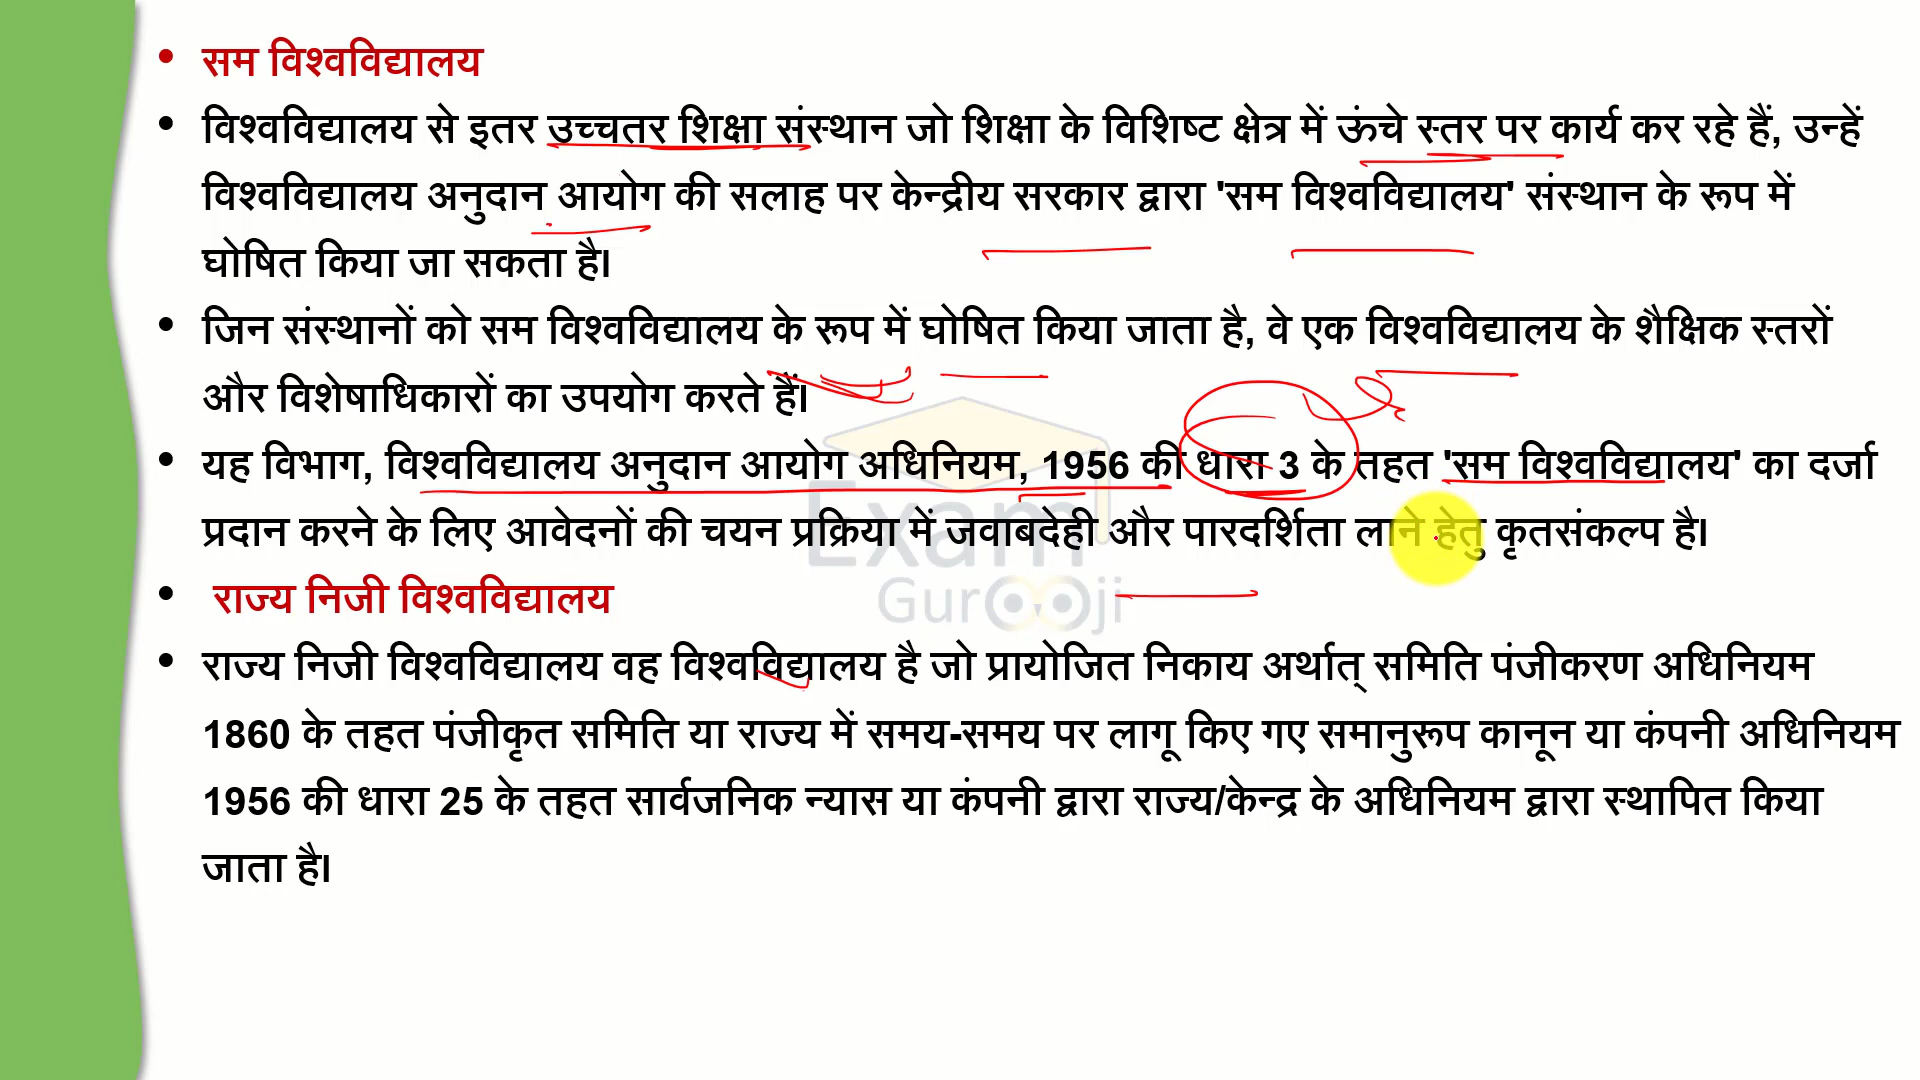 • सम विश्वविद्यालय
• विश्वविद्यालय से इतर उच्चतर शिक्षा संस्थान जो शिक्षा के विशिष्ट क्षेत्र में ऊंचे स्तर पर कार्य कर रहे हैं, उन्हें
विश्वविद्यालय अनुदान आयोग की सलाह पर केन्द्रीय सरकार द्वारा 'सम विश्वविद्यालय' संस्थान के रूप में
घोषित किया जा सकता है।
• जिन संस्थानों को सम विश्वविद्यालय के रूप में घोषित किया जाता है, वे एक विश्वविद्यालय के शैक्षिक स्तरों
और विशेषाधिकारों का उपयोग करते हैं।
• यह विभाग, विश्वविद्यालय अनुदान आयोग अधिनियम, 1956 की धारा 3 के तहत 'सम विश्वविद्यालय' का दर्जा
प्रदान करने के लिए आवेदनों की चयन प्रक्रिया में जवाबदेही और पारदर्शिता लाने हेतु कृतसंकल्प है।
Exam
Gurooji
• राज्य निजी विश्वविद्यालय
• राज्य निजी विश्वविद्यालय वह विश्वविद्यालय है जो प्रायोजित निकाय अर्थात् समिति पंजीकरण अधिनियम
1860 के तहत पंजीकृत समिति या राज्य में समय-समय पर लागू किए गए समानुरूप कानून या कंपनी अधिनियम
1956 की धारा 25 के तहत सार्वजनिक न्यास या कंपनी द्वारा राज्य/केन्द्र के अधिनियम द्वारा स्थापित किया
जाता है।